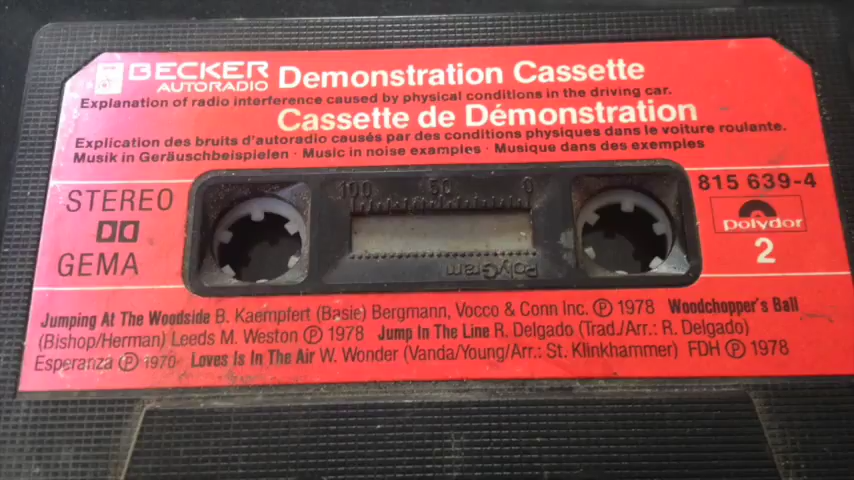 BECKER
AUTORADIO
Demonstration Cassette
Explanation of radio interference caused by physical conditions in the driving car.
Cassette de Démonstration
Explication des bruits d'autoradio causés par des conditions physiques dans le voiture roulante.
Musik in Geräuschbeispielen · Music in noise examples · Musique dans des exemples
STEREO
GEMA
100 50 0
PolyGram
815 639-4
polydor
2
Jumping At The Woodside B. Kaempfert (Basie) Bergmann, Vocco & Conn Inc. Ⓟ 1978 Woodchopper's Ball
(Bishop/Herman) Leeds M. Weston Ⓟ 1978 Jump In The Line R. Delgado (Trad./Arr.: R. Delgado)
Esperanza Ⓟ 1970 Loves Is In The Air W. Wonder (Vanda/Young/Arr.: St. Klinkhammer) FDH Ⓟ 1978